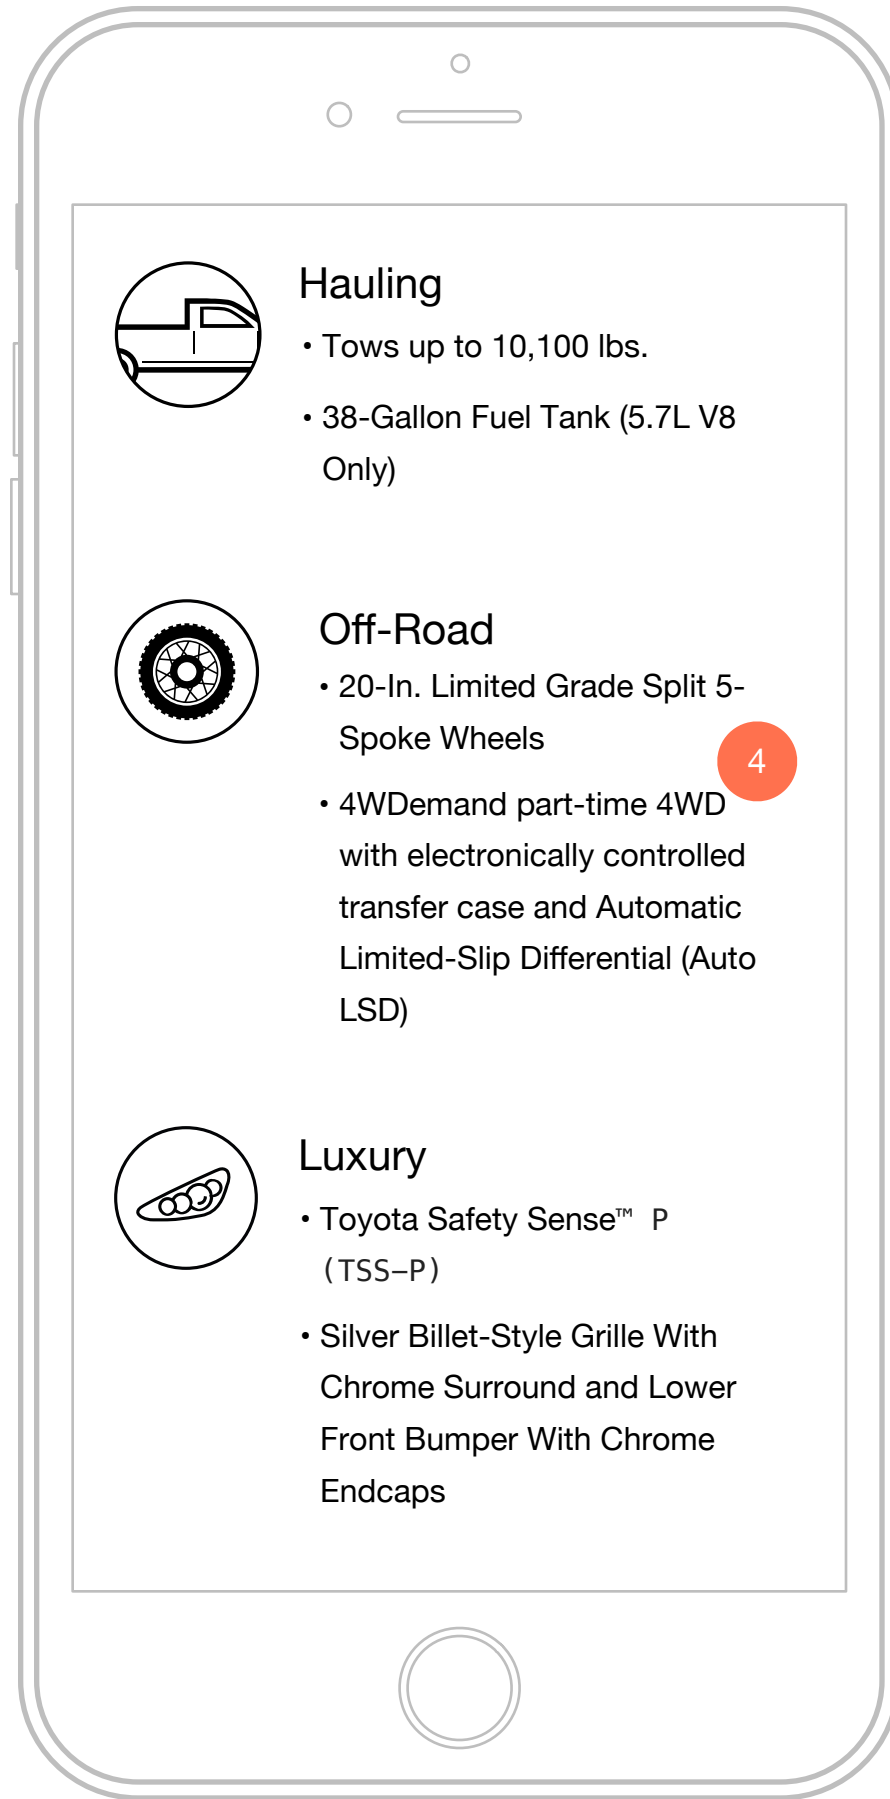 Hauling
• Tows up to 10,100 lbs.
• 38-Gallon Fuel Tank (5.7L V8
Only)
Off-Road
• 20-In. Limited Grade Split 5-
Spoke Wheels
4
• 4WDemand part-time 4WD
with electronically controlled
transfer case and Automatic
Limited-Slip Differential (Auto
LSD)
Luxury
• Toyota Safety Sense™ P
(TSS–P)
• Silver Billet-Style Grille With
Chrome Surround and Lower
Front Bumper With Chrome
Endcaps